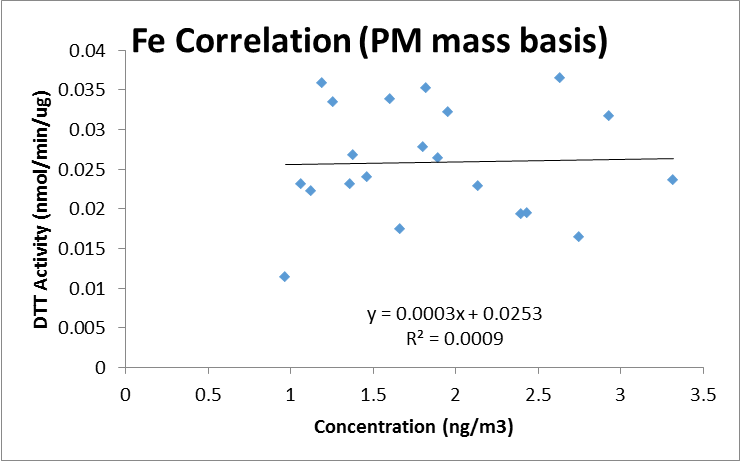 Fe Correlation (PM mass basis)
0.04
0.035
0.03
0.025
0.02
0.015
0.01
0.005
0
DTT Activity (nmol/min/ug)
y = 0.0003x + 0.0253
R² = 0.0009
0 0.5 1 1.5 2 2.5 3 3.5
Concentration (ng/m3)